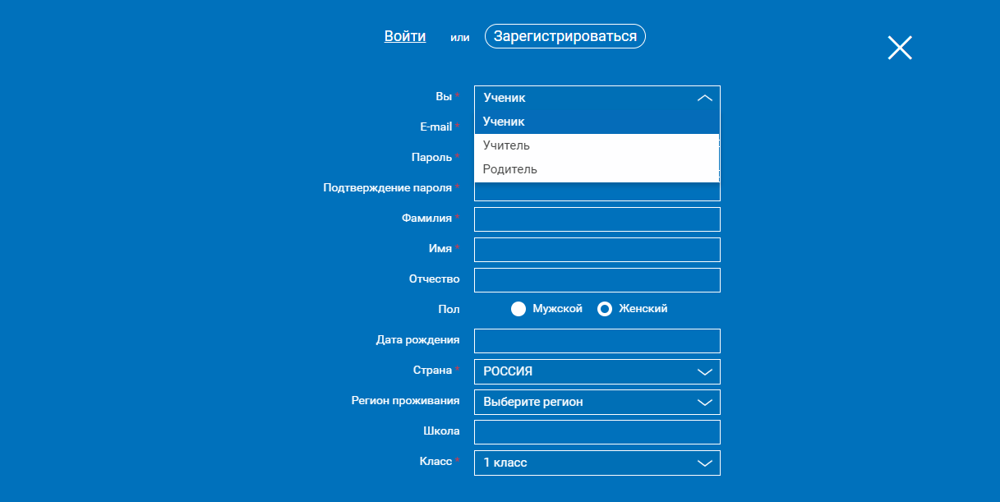 Войти или Зарегистрироваться
Вы * Ученик
Ученик
E-mail *
Учитель
Пароль *
Родитель
Подтверждение пароля *
Фамилия *
Имя *
Отчество
Пол Мужской Женский
Дата рождения
Страна * РОССИЯ
Регион проживания Выберите регион
Школа
Класс * 1 класс